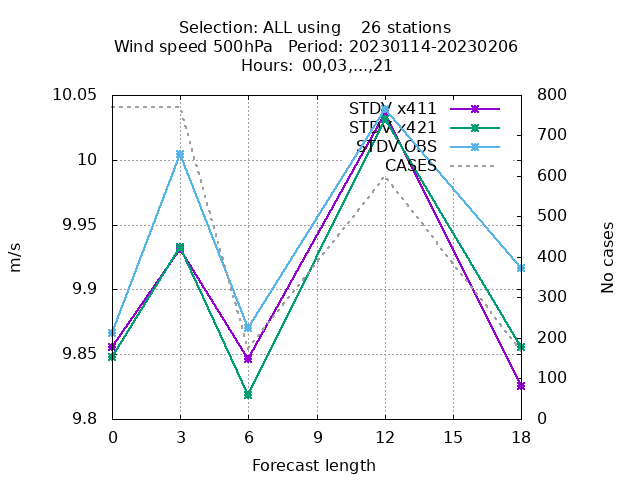 Selection: ALL using    26 stations
Wind speed 500hPa   Period: 20230114-20230206
Hours: 00,03,...,21
10.05
10
9.95
9.9
9.85
9.8
800
700
600
500
400
300
200
100
0
STDV x411
STDV x421
STDV OBS
CASES
m/s
No cases
0 3 6 9 12 15 18
Forecast length